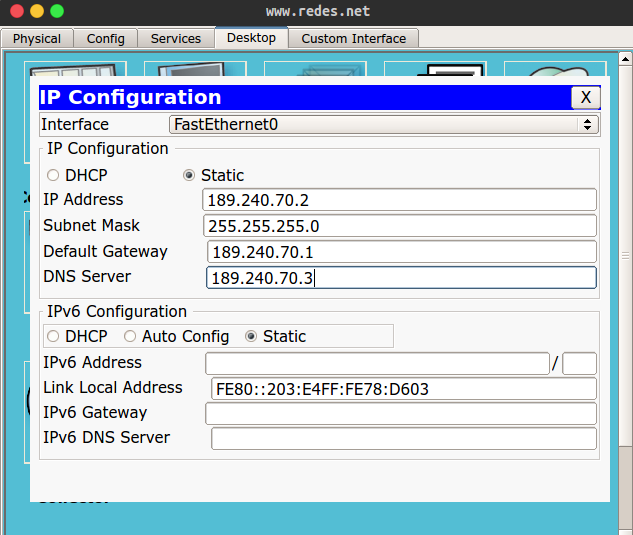 www.redes.net
Physical Config Services Desktop Custom Interface
IP Configuration X
Interface FastEthernet0
IP Configuration
DHCP Static
IP Address 189.240.70.2
Subnet Mask 255.255.255.0
Default Gateway 189.240.70.1
DNS Server 189.240.70.3
IPv6 Configuration
DHCP Auto Config Static
IPv6 Address /
Link Local Address FE80::203:E4FF:FE78:D603
IPv6 Gateway
IPv6 DNS Server